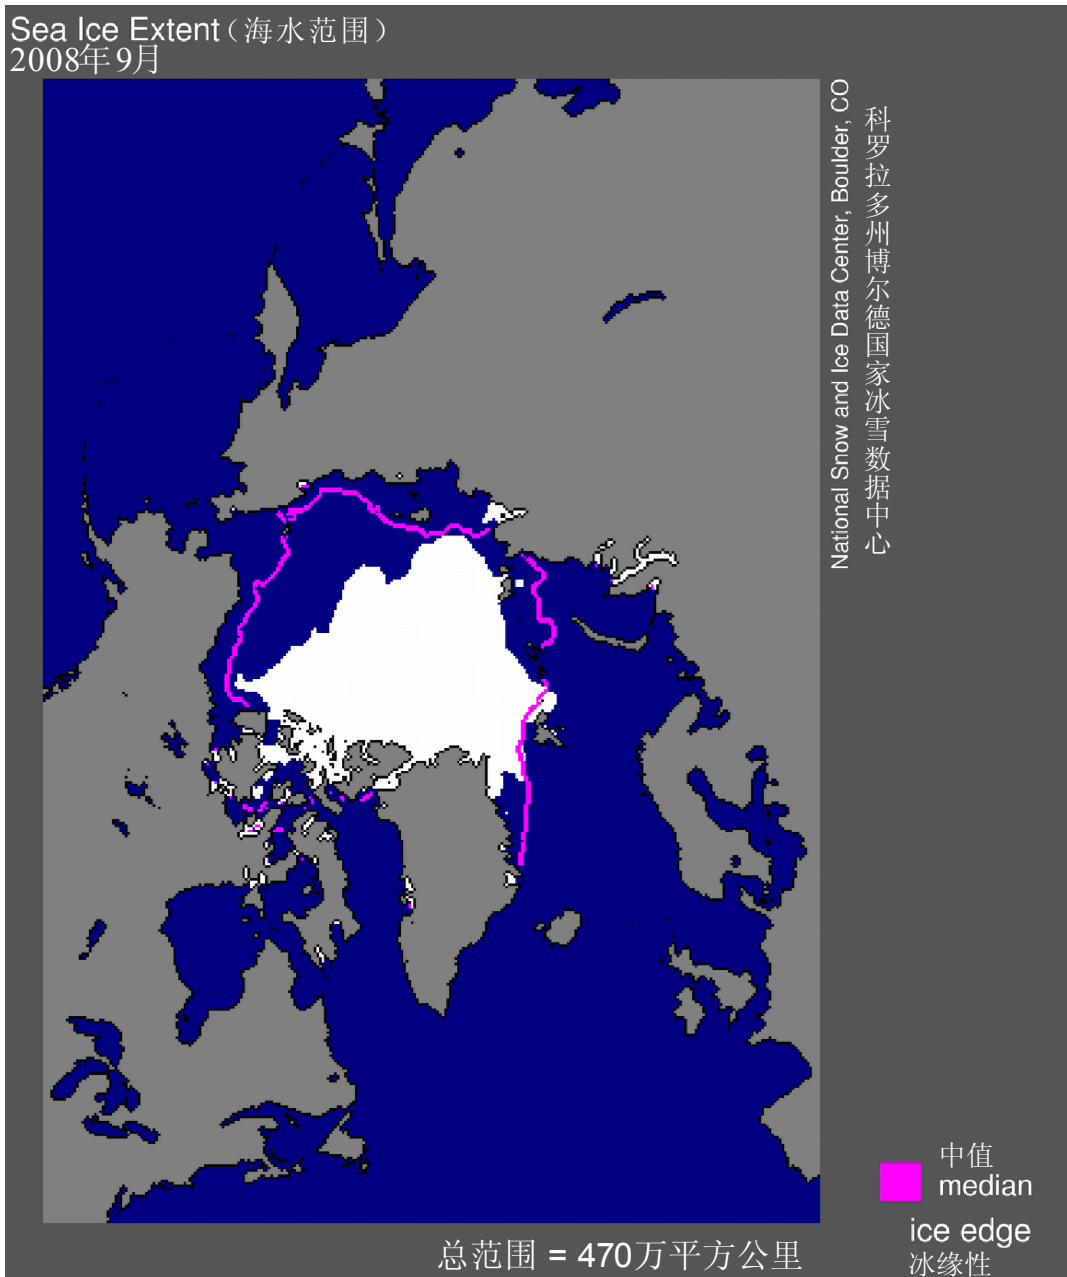 Sea Ice Extent（海水范围）
2008年9月
National Snow and Ice Data Center, Boulder, CO
科罗拉多州博尔德国家冰雪数据中心
中值
median
ice edge
冰缘性
总范围 = 470万平方公里